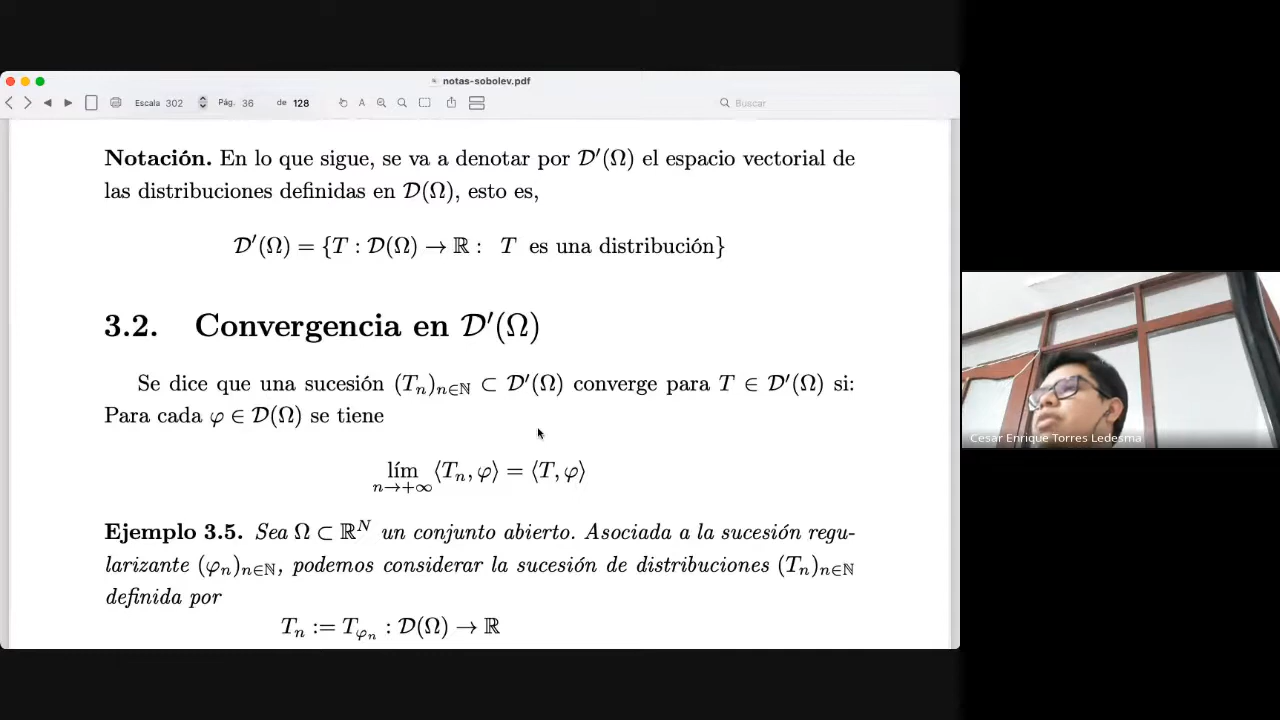 notas-sobolev.pdf
Escala 302 Pág. 36 de 128 Buscar
Notación. En lo que sigue, se va a denotar por 𝒟′(Ω) el espacio vectorial de
las distribuciones definidas en 𝒟(Ω), esto es,
𝒟′(Ω) = {T : 𝒟(Ω) → ℝ : T es una distribución}
3.2. Convergencia en 𝒟′(Ω)
Se dice que una sucesión (Tₙ)ₙ∈ℕ ⊂ 𝒟′(Ω) converge para T ∈ 𝒟′(Ω) si:
Para cada φ ∈ 𝒟(Ω) se tiene
lím n→+∞ ⟨Tₙ, φ⟩ = ⟨T, φ⟩
Ejemplo 3.5. Sea Ω ⊂ ℝᴺ un conjunto abierto. Asociada a la sucesión regu-
larizante (φₙ)ₙ∈ℕ, podemos considerar la sucesión de distribuciones (Tₙ)ₙ∈ℕ
definida por
Tₙ := T_φₙ : 𝒟(Ω) → ℝ
Cesar Enrique Torres Ledesma